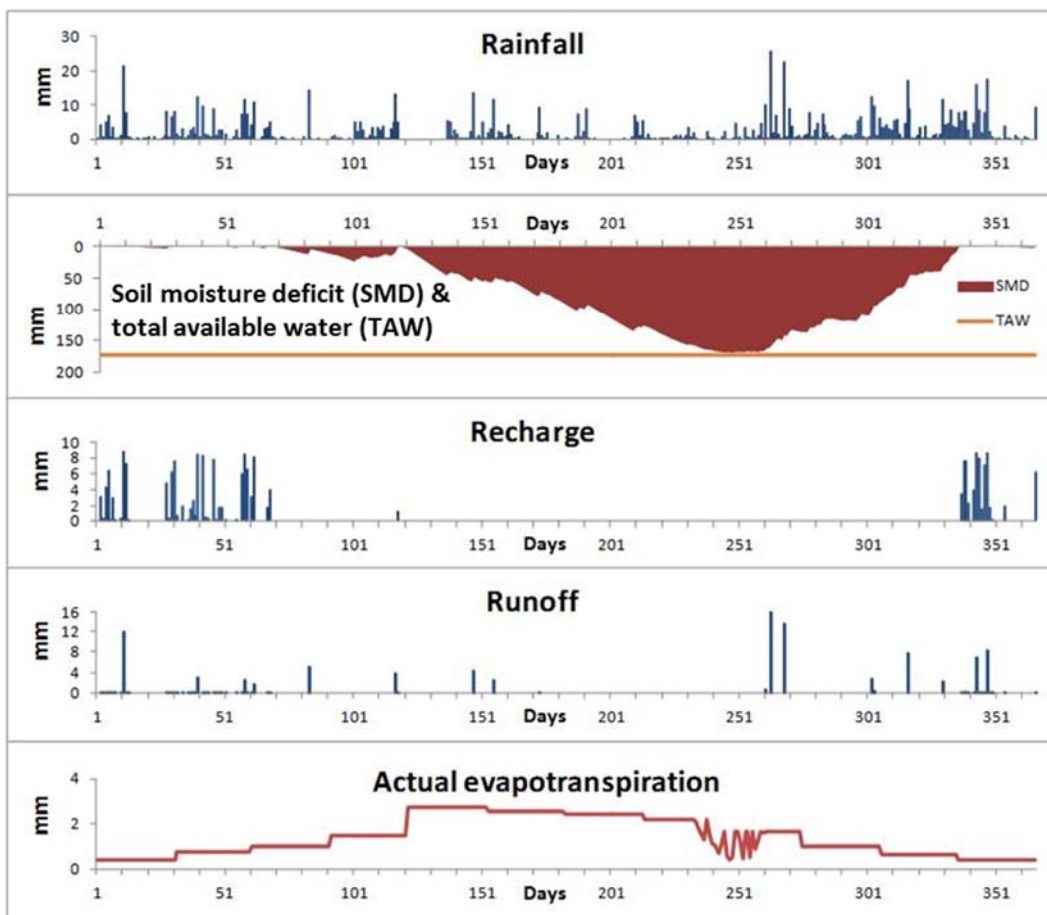 Rainfall
mm
30
20
10
0
1 51 101 151 Days 201 251 301 351
1 51 101 151 Days 201 251 301 351
mm
0
50
100
150
200
Soil moisture deficit (SMD) &
total available water (TAW)
SMD
TAW
Recharge
mm
10
8
6
4
2
0
1 51 101 151 Days 201 251 301 351
Runoff
mm
16
12
8
4
0
1 51 101 151 Days 201 251 301 351
Actual evapotranspiration
mm
4
2
0
1 51 101 151 Days 201 251 301 351